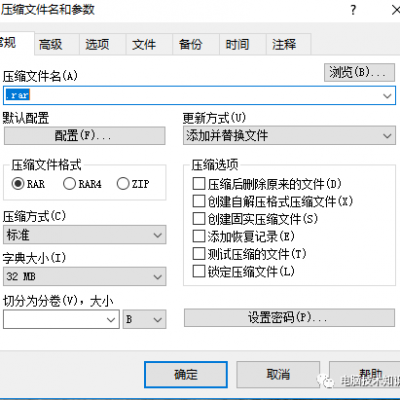 压缩文件名和参数
常规 高级 选项 文件 备份 时间 注释
压缩文件名(A)
浏览(B)...
.rar
默认配置
配置(F)...
更新方式(U)
添加并替换文件
压缩文件格式
RAR RAR4 ZIP
压缩选项
压缩后删除原来的文件(D)
创建自解压格式压缩文件(X)
创建固实压缩文件(S)
添加恢复记录(E)
测试压缩的文件(T)
锁定压缩文件(L)
压缩方式(C)
标准
字典大小(I)
32 MB
切分为分卷(V)，大小
B
设置密码(P)...
确定 取消 帮助
电脑技术知识